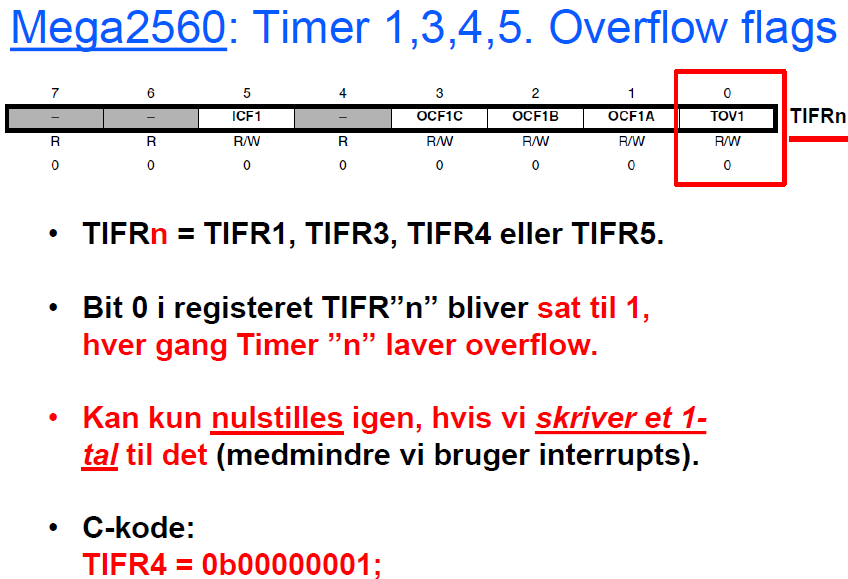 Mega2560: Timer 1,3,4,5. Overflow flags
7 6 5 4 3 2 1 0
– – ICF1 – OCF1C OCF1B OCF1A TOV1 TIFRn
R R R/W R R/W R/W R/W R/W
0 0 0 0 0 0 0 0
• TIFRn = TIFR1, TIFR3, TIFR4 eller TIFR5.
• Bit 0 i registeret TIFR”n” bliver sat til 1,
hver gang Timer ”n” laver overflow.
• Kan kun nulstilles igen, hvis vi skriver et 1-
tal til det (medmindre vi bruger interrupts).
• C-kode:
TIFR4 = 0b00000001;